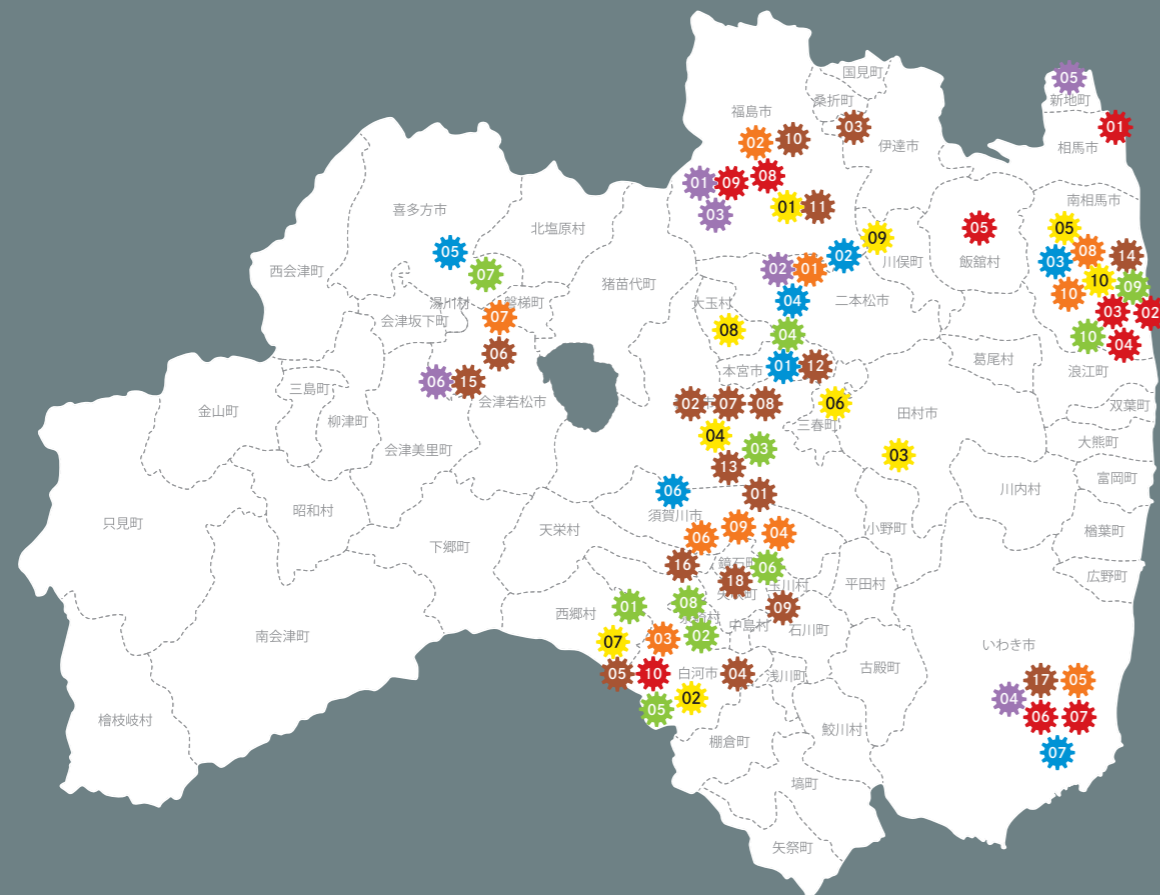 国見町
05
桑折町
新地町
福島市
03
01
02
10
伊達市
相馬市
01
09
08
03
01
11
南相馬市
喜多方市
05
05
北塩原村
09
05
02
川俣町
飯舘村
03
08
14
西会津町
07
02
01
10
10
09
猪苗代町
04
二本松市
湯川村
磐梯町
大玉村
03
02
会津坂下町
07
08
04
10
04
06
本宮市
01
12
葛尾村
浪江町
06
15
三島町
会津若松市
02
07
08
06
双葉町
金山町
柳津町
三春町
田村市
04
大熊町
会津美里町
03
03
13
富岡町
06
01
川内村
昭和村
須賀川市
只見町
天栄村
06
09
04
小野町
楢葉町
下郷町
16
06
18
玉川村
平田村
広野町
01
08
09
西郷村
中島村
石川町
南会津町
07
03
02
いわき市
古殿町
05
10
白河市
04
浅川町
17
05
05
02
04
06
07
檜枝岐村
棚倉町
鮫川村
07
塙町
矢祭町